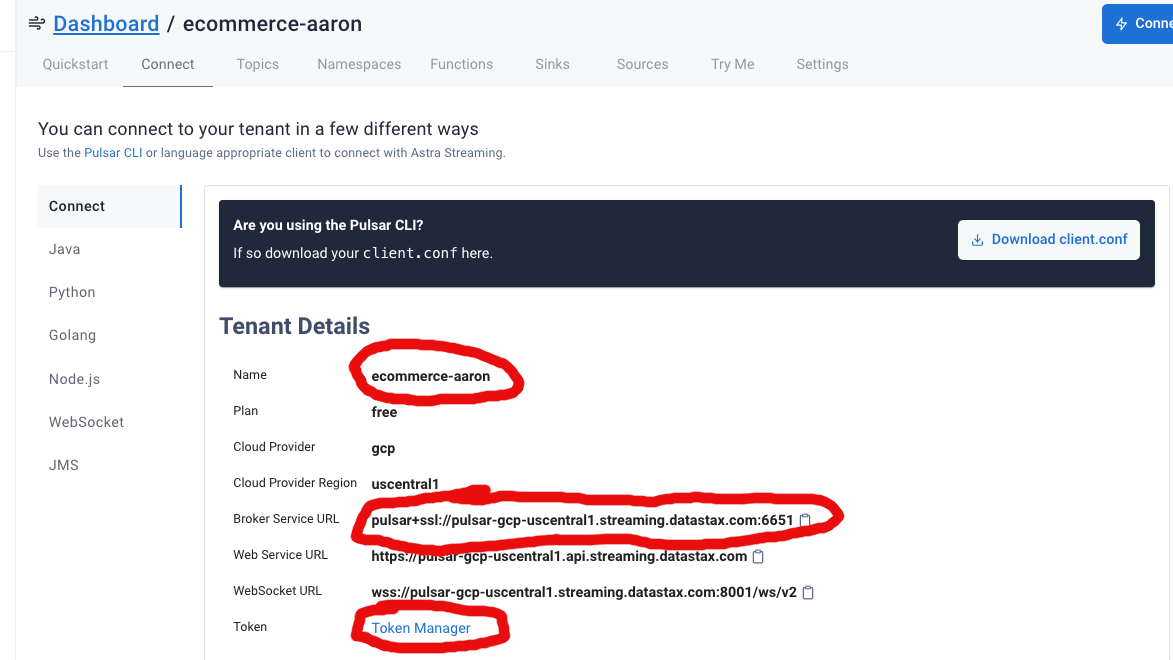 Dashboard / ecommerce-aaron
Conne
Quickstart Connect Topics Namespaces Functions Sinks Sources Try Me Settings
You can connect to your tenant in a few different ways
Use the Pulsar CLI or language appropriate client to connect with Astra Streaming.
Connect
Java
Python
Golang
Node.js
WebSocket
JMS
Are you using the Pulsar CLI?
If so download your client.conf here.
Download client.conf
Tenant Details
Name ecommerce-aaron
Plan free
Cloud Provider gcp
Cloud Provider Region uscentral1
Broker Service URL pulsar+ssl://pulsar-gcp-uscentral1.streaming.datastax.com:6651
Web Service URL https://pulsar-gcp-uscentral1.api.streaming.datastax.com
WebSocket URL wss://pulsar-gcp-uscentral1.streaming.datastax.com:8001/ws/v2
Token Token Manager